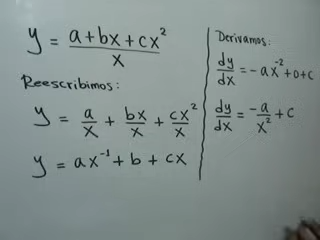 y = a+bx+cx² / x
Reescribimos:
y = a/x + bx/x + cx²/x
y = ax⁻¹ + b + cx
Derivamos:
dy/dx = -ax⁻² + 0 + c
dy/dx = -a/x² + c